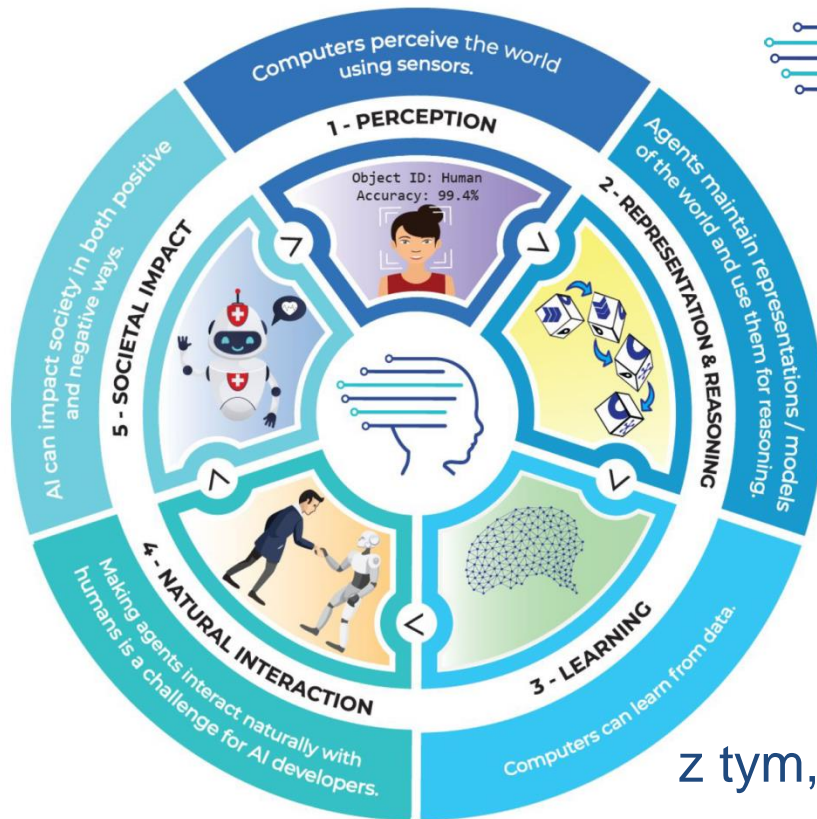 Computers perceive the world
using sensors.
1 - PERCEPTION
Object ID: Human
Accuracy: 99.4%
Agents maintain representations / models
of the world and use them for reasoning.
2 - REPRESENTATION & REASONING
3 - LEARNING
Computers can learn from data.
4 - NATURAL INTERACTION
Making agents interact naturally with
humans is a challenge for AI developers.
5 - SOCIETAL IMPACT
AI can impact society in both positive
and negative ways.
z tym,